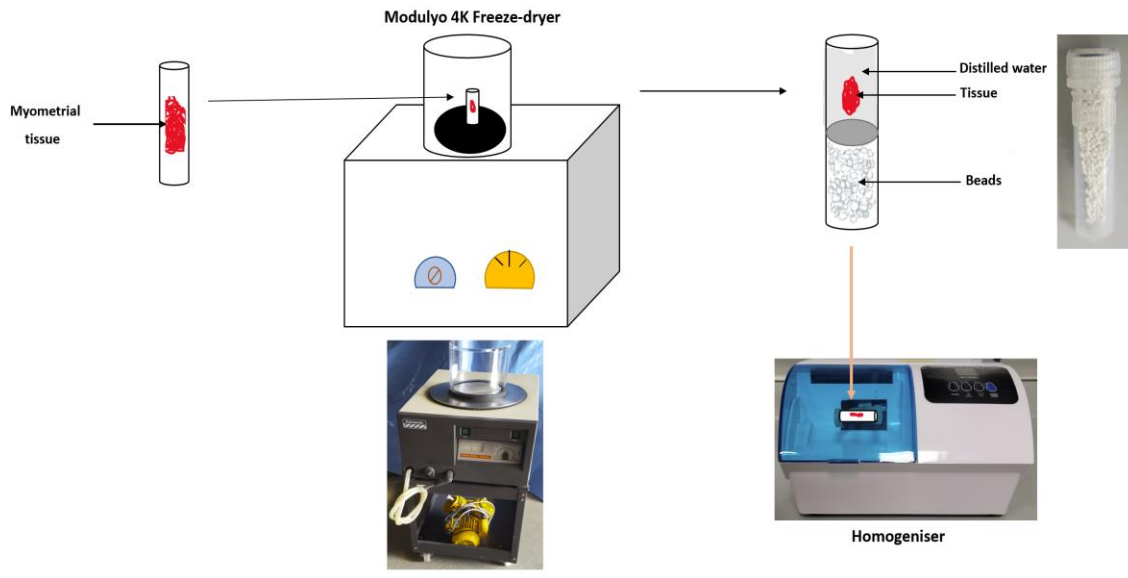 Modulyo 4K Freeze-dryer
Myometrial
tissue
Distilled water
Tissue
Beads
Homogeniser